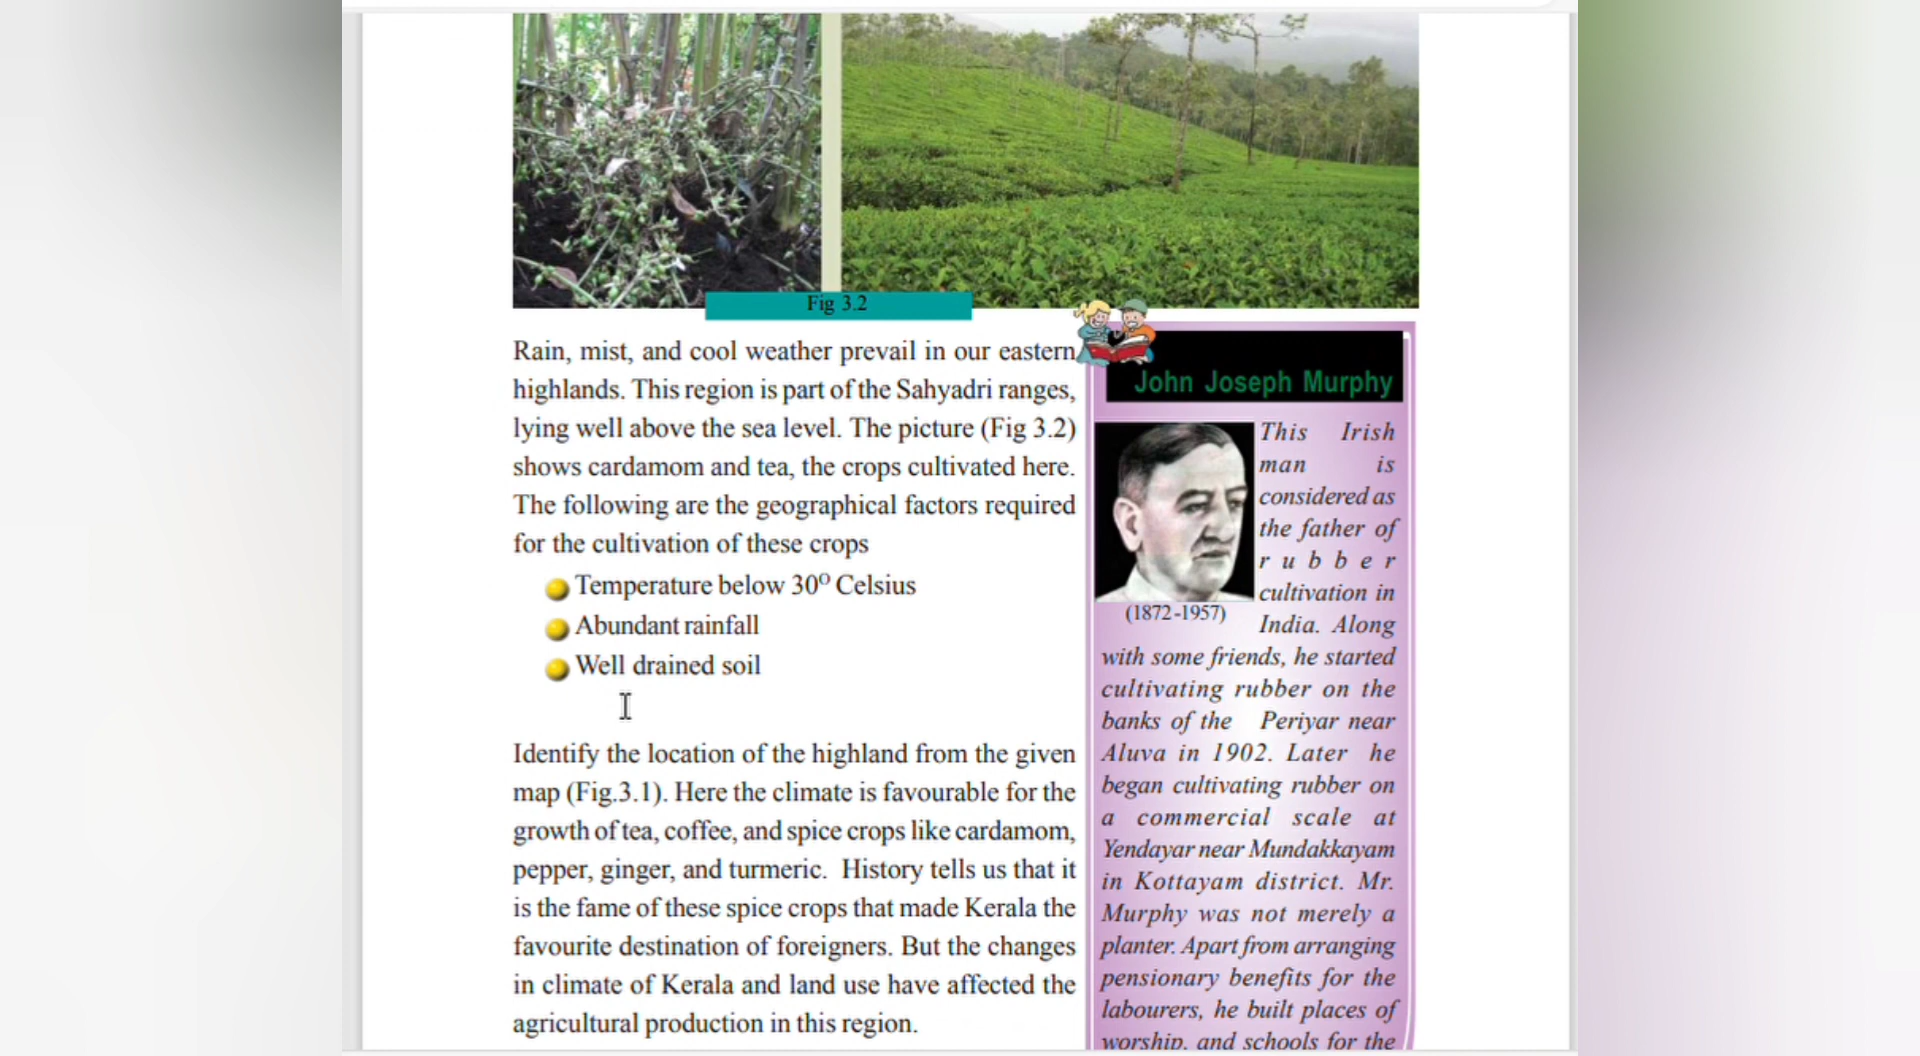 Fig 3.2
Rain, mist, and cool weather prevail in our eastern
highlands. This region is part of the Sahyadri ranges,
lying well above the sea level. The picture (Fig 3.2)
shows cardamom and tea, the crops cultivated here.
The following are the geographical factors required
for the cultivation of these crops
Temperature below 30⁰ Celsius
Abundant rainfall
Well drained soil
Identify the location of the highland from the given
map (Fig.3.1). Here the climate is favourable for the
growth of tea, coffee, and spice crops like cardamom,
pepper, ginger, and turmeric. History tells us that it
is the fame of these spice crops that made Kerala the
favourite destination of foreigners. But the changes
in climate of Kerala and land use have affected the
agricultural production in this region.
John Joseph Murphy
This Irish
man is
considered as
the father of
rubber
cultivation in
(1872-1957)
India. Along
with some friends, he started
cultivating rubber on the
banks of the Periyar near
Aluva in 1902. Later he
began cultivating rubber on
a commercial scale at
Yendayar near Mundakkayam
in Kottayam district. Mr.
Murphy was not merely a
planter. Apart from arranging
pensionary benefits for the
labourers, he built places of
worship, and schools for the